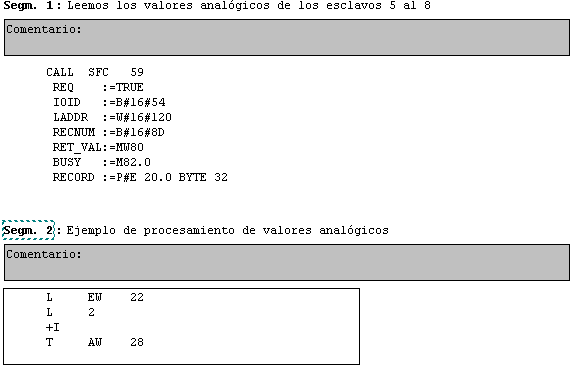 Segm. 1: Leemos los valores analógicos de los esclavos 5 al 8
Comentario:
CALL SFC 59
REQ :=TRUE
IOID :=B#16#54
LADDR :=W#16#120
RECNUM :=B#16#8D
RET_VAL:=MW80
BUSY :=M82.0
RECORD :=P#E 20.0 BYTE 32
Segm. 2: Ejemplo de procesamiento de valores analógicos
Comentario:
L EW 22
L 2
+I
T AW 28